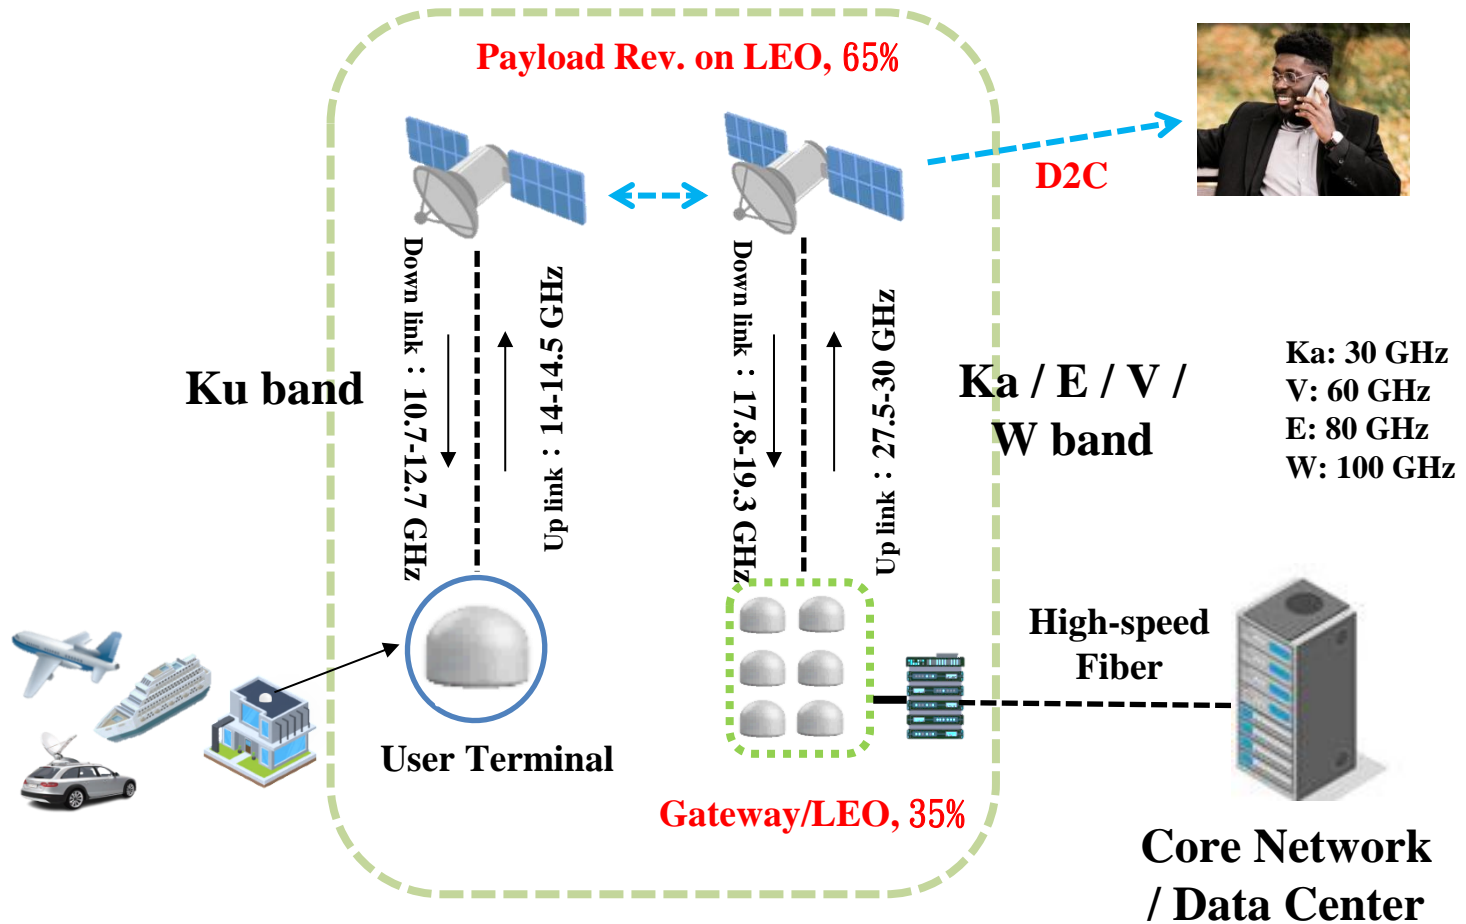 Payload Rev. on LEO, 65%
D2C
Down link：10.7-12.7 GHz
Up link：14-14.5 GHz
Down link：17.8-19.3 GHz
Up link：27.5-30 GHz
Ku band
Ka / E / V /
W band
Ka: 30 GHz
V: 60 GHz
E: 80 GHz
W: 100 GHz
High-speed
Fiber
User Terminal
Gateway/LEO, 35%
Core Network
/ Data Center